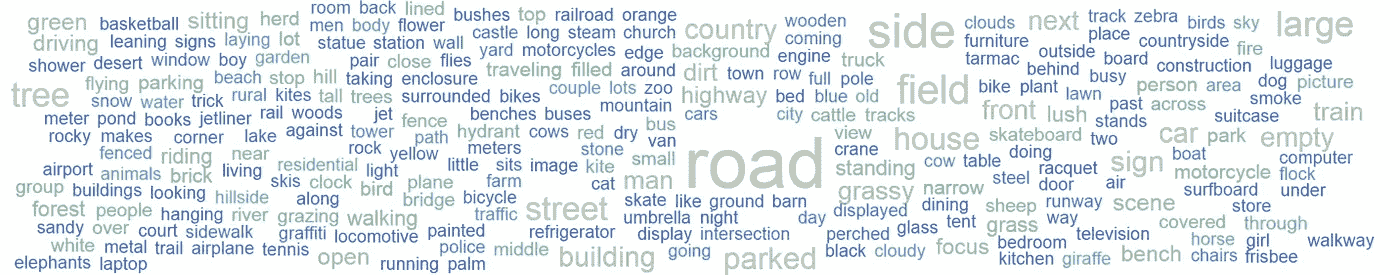 room back lined
green basketball sitting herd men body flower bushes top railroad orange country wooden side clouds next track zebra birds sky large
driving leaning signs laying lot statue station wall castle long steam church coming furniture place countryside
shower desert window boy garden pair close flies yard motorcycles edge background engine truck tarmac outside board fire
flying parking beach stop hill taking enclosure traveling filled around dirt town row full pole field behind busy construction luggage
tree snow water trick rural kites tall trees surrounded bikes couple lots zoo highway bed blue old bike plant lawn person area dog picture
meter pond books jetliner rail woods jet fence benches buses mountain cars city cattle tracks front lush past across smoke train
rocky makes corner lake against tower path hydrant cows red dry bus view house skateboard stands suitcase
fenced riding near rock yellow meters stone van road crane doing two car park empty
airport animals brick living residential light little sits image kite small standing cow table racquet sign boat computer
group buildings looking hillside skis clock bird plane farm cat man grassy narrow steel door air motorcycle flock
forest people hanging river along grazing walking bridge bicycle street skate like ground barn displayed dining sheep runway scene surfboard under
sandy over court sidewalk graffiti locomotive painted traffic umbrella night day perched glass tent grass way covered store through
white metal trail airplane tennis open police middle refrigerator display intersection black cloudy focus bedroom television horse girl walkway
elephants laptop running palm building going parked kitchen giraffe bench chairs frisbee